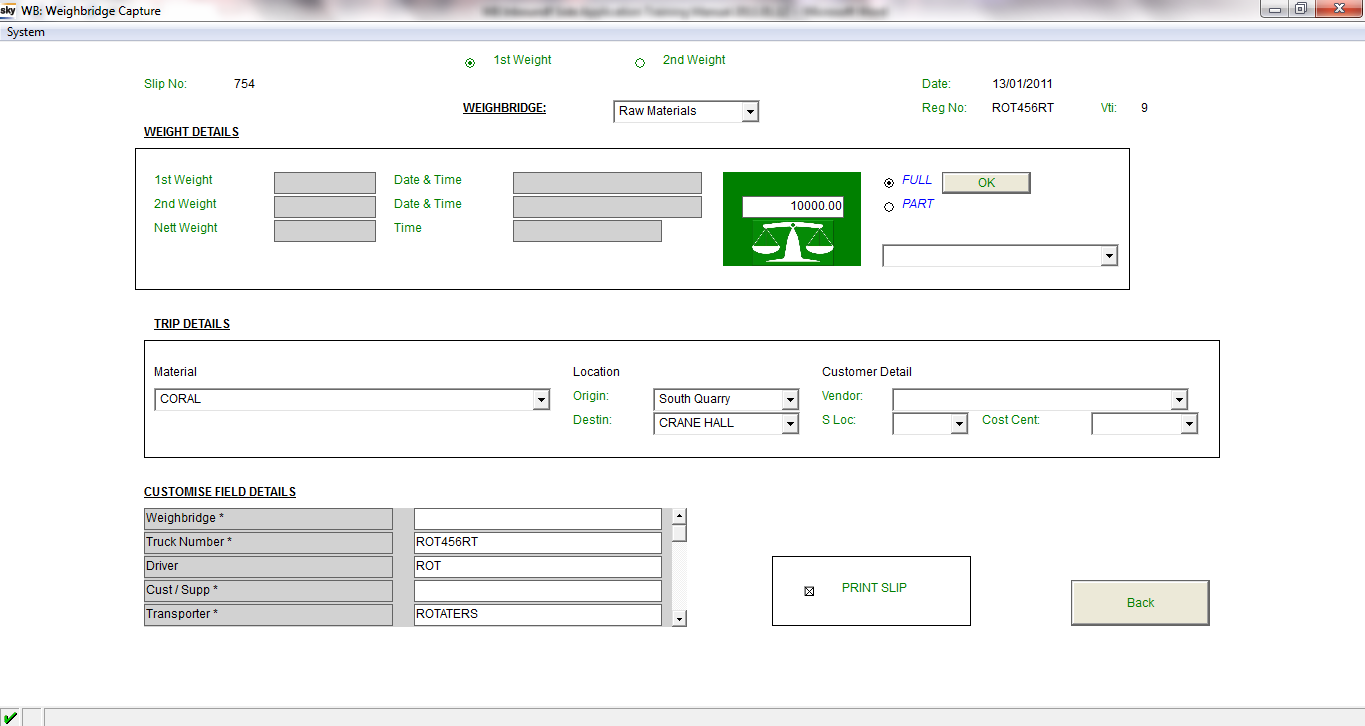 sky WB: Weighbridge Capture
System
1st Weight 2nd Weight
Slip No: 754 Date: 13/01/2011
WEIGHBRIDGE: Raw Materials Reg No: ROT456RT Vti: 9
WEIGHT DETAILS
1st Weight Date & Time FULL OK
2nd Weight Date & Time 10000.00 PART
Nett Weight Time
TRIP DETAILS
Material Location Customer Detail
CORAL Origin: South Quarry Vendor:
Destin: CRANE HALL S Loc: Cost Cent:
CUSTOMISE FIELD DETAILS
Weighbridge *
Truck Number * ROT456RT
Driver ROT
Cust / Supp * PRINT SLIP
Transporter * ROTATERS Back